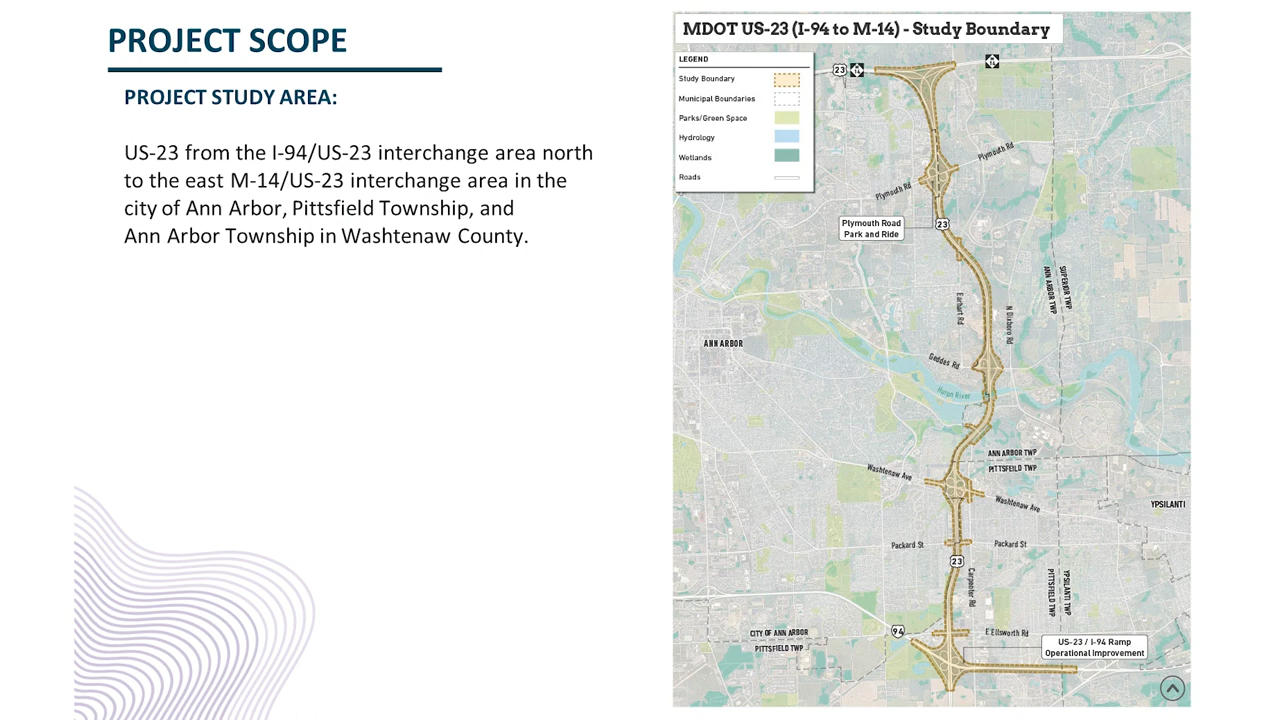 PROJECT SCOPE
PROJECT STUDY AREA:
US-23 from the I-94/US-23 interchange area north
to the east M-14/US-23 interchange area in the
city of Ann Arbor, Pittsfield Township, and
Ann Arbor Township in Washtenaw County.
MDOT US-23 (I-94 to M-14) - Study Boundary
LEGEND
Study Boundary
Municipal Boundaries
Parks/Green Space
Hydrology
Wetlands
Roads
23
Plymouth Rd
Plymouth Rd
Plymouth Road
Park and Ride
23
SUPERIOR TWP
ANN ARBOR TWP
Earhart Rd
N Dixboro Rd
ANN ARBOR
Geddes Rd
Huron River
ANN ARBOR TWP
PITTSFEILD TWP
Washtenaw Ave
Washtenaw Ave
YPSILANTI
Packard St
Packard St
23
Carpenter Rd
YPSILANTI TWP
PITTSFIELD TWP
94
CITY OF ANN ARBOR
PITTSFIELD TWP
E Ellsworth Rd
US-23 / I-94 Ramp
Operational Improvement